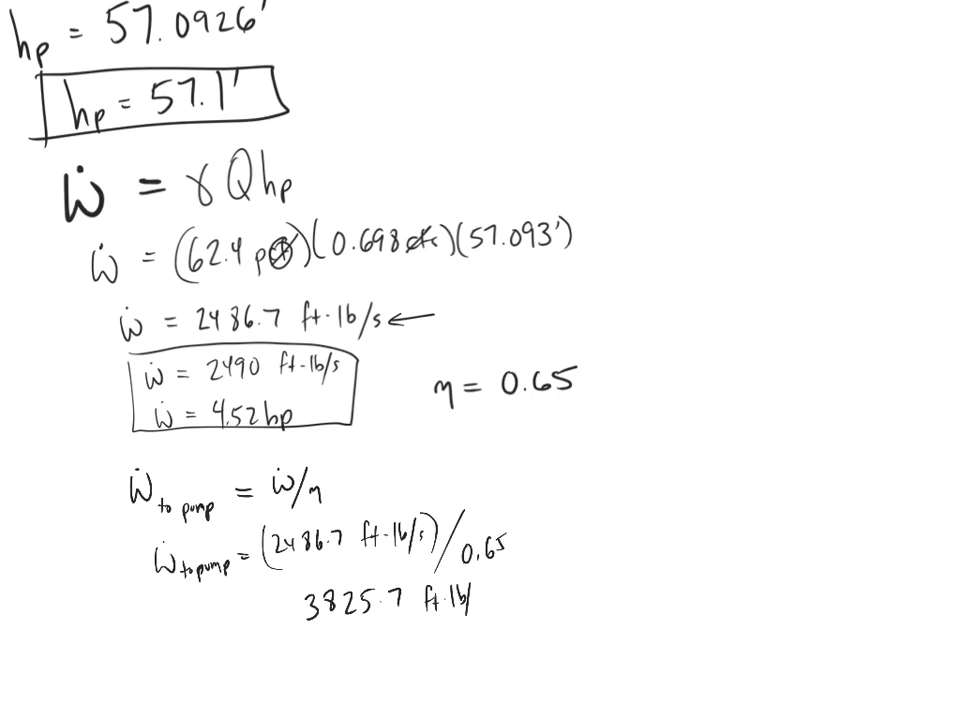 hp = 57.0926'
hp = 57.1'
Ẇ = γQhp
Ẇ = (62.4 pcf)(0.698 cfs)(57.093')
Ẇ = 2486.7 ft·lb/s ←
Ẇ = 2490 ft-lb/s
η = 0.65
Ẇ = 4.52 hp
Ẇ to pump = Ẇ/η
Ẇ to pump = (2486.7 ft·lb/s)/0.65
3825.7 ft·lb/